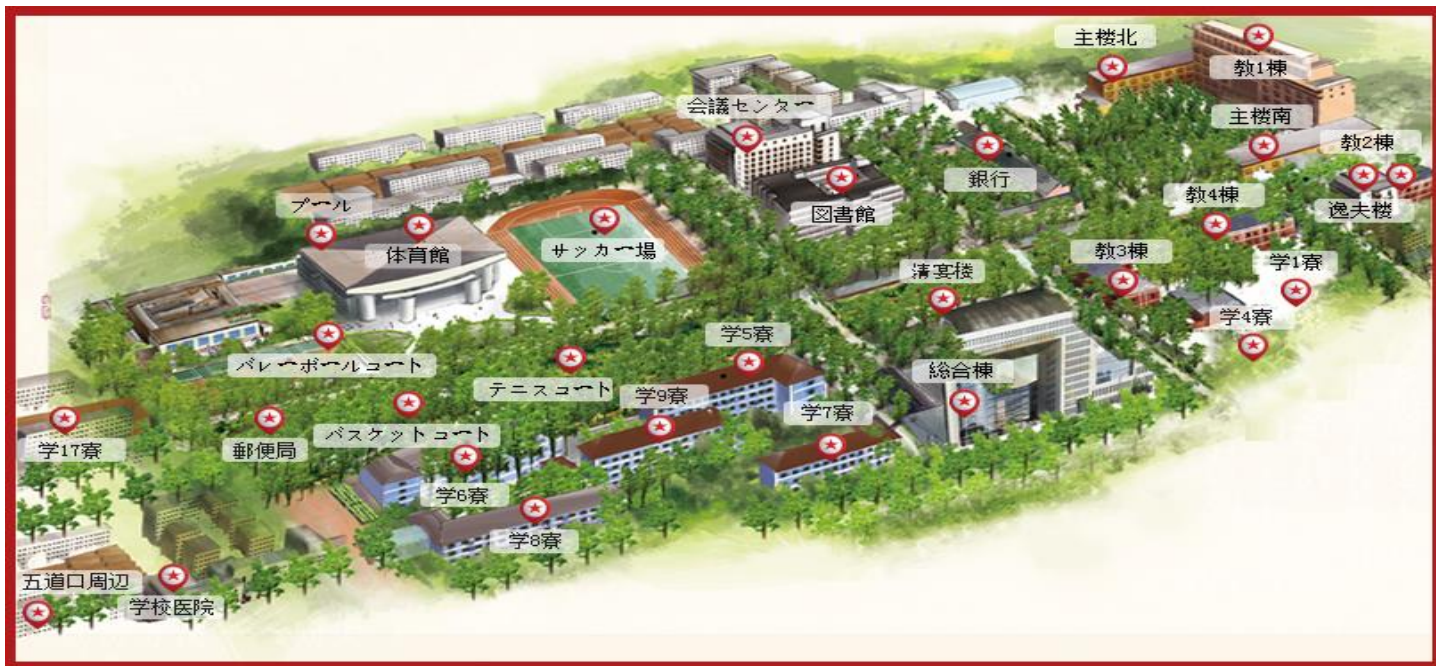 主楼北
教1棟
会議センター
主楼南
教2棟
銀行
図書館
教4棟
逸夫楼
プール
体育館
サッカー場
教3棟
清宴楼
学1寮
学4寮
学5寮
バレーボールコート
総合棟
テニスコート
学9寮
学7寮
学17寮
郵便局
バスケットコート
学6寮
学8寮
五道口周辺
学校医院